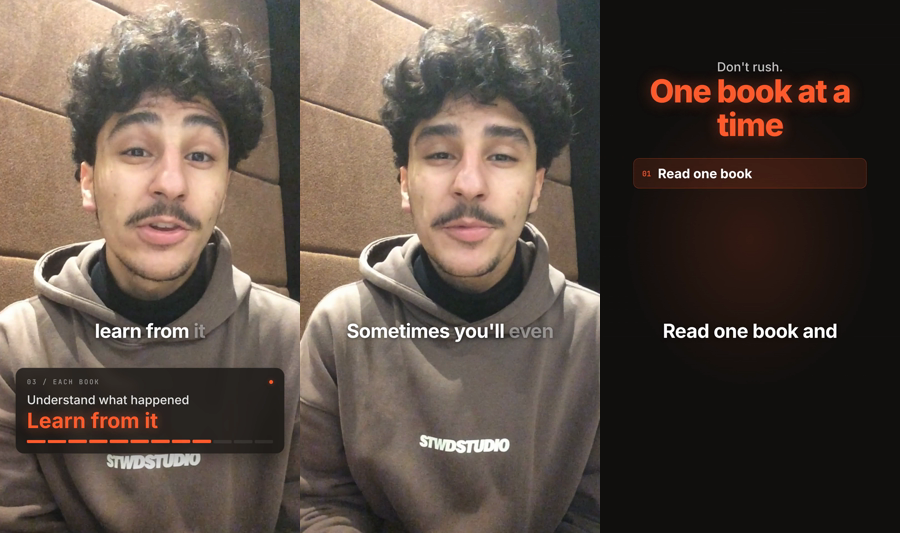 learn from it
03 / EACH BOOK
Understand what happened
Learn from it
STWDSTUDIO
Sometimes you'll even
STWDSTUDIO
Don't rush.
One book at a
time
01 Read one book
Read one book and